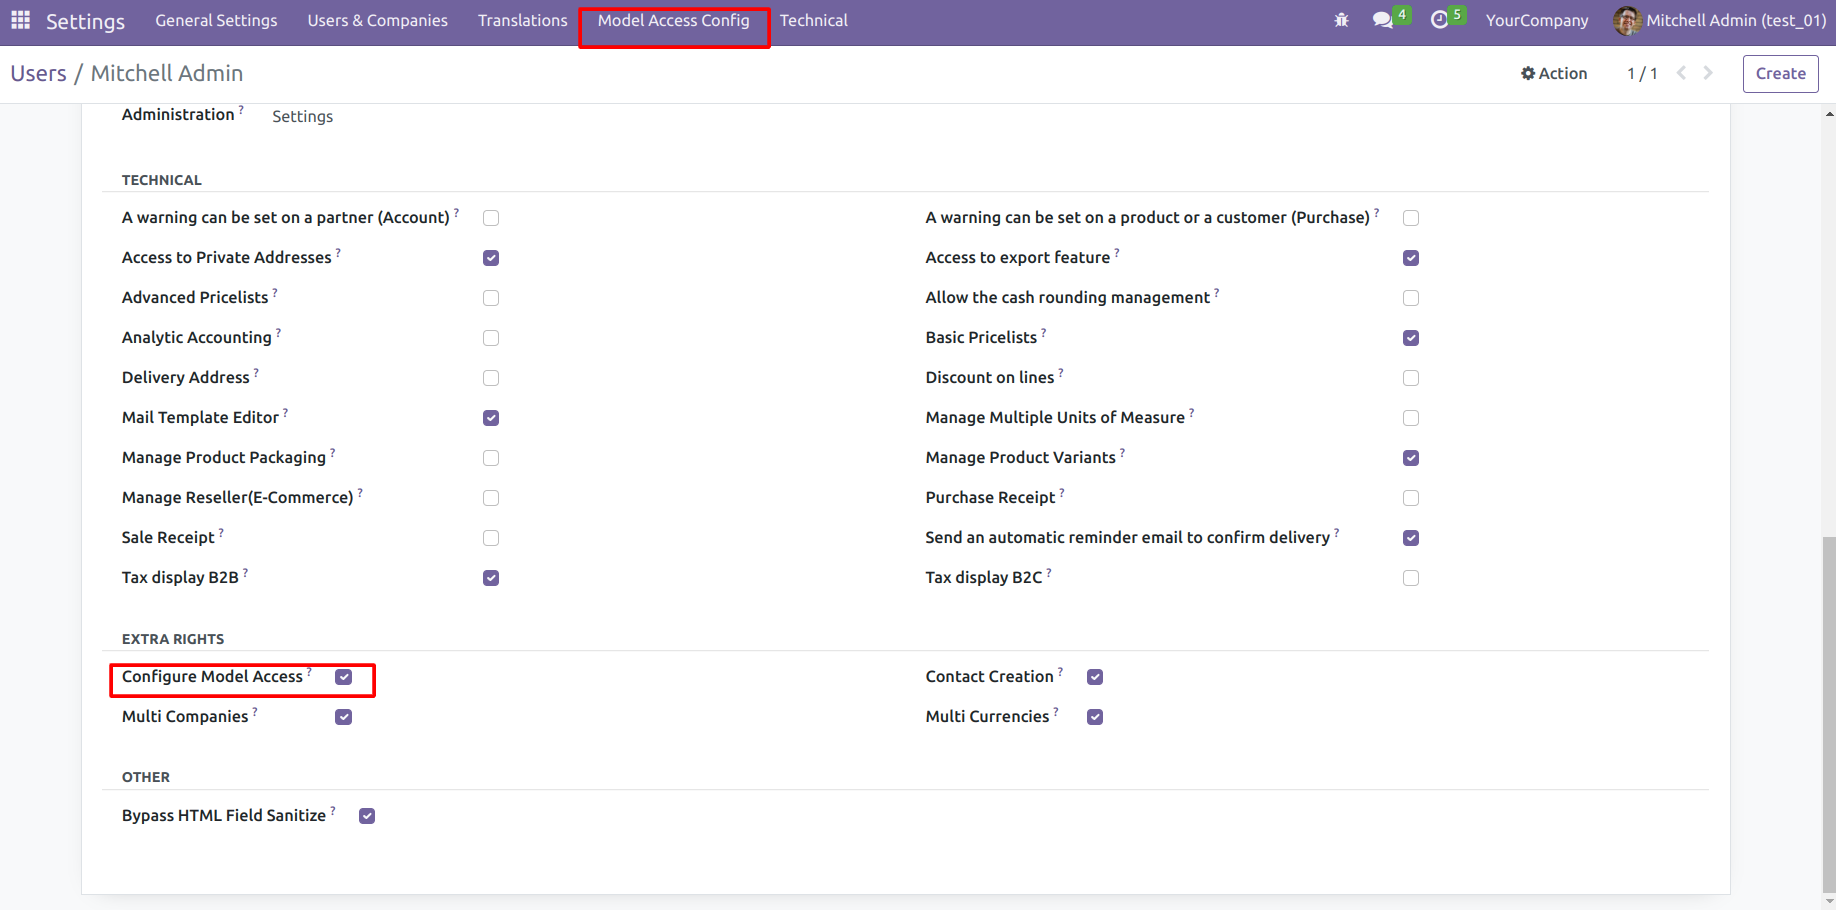 Settings General Settings Users & Companies Translations Model Access Config Technical 4 5 YourCompany Mitchell Admin (test_01)
Users / Mitchell Admin Action 1 / 1 Create
Administration ? Settings
TECHNICAL
A warning can be set on a partner (Account) ? A warning can be set on a product or a customer (Purchase) ?
Access to Private Addresses ? Access to export feature ?
Advanced Pricelists ? Allow the cash rounding management ?
Analytic Accounting ? Basic Pricelists ?
Delivery Address ? Discount on lines ?
Mail Template Editor ? Manage Multiple Units of Measure ?
Manage Product Packaging ? Manage Product Variants ?
Manage Reseller(E-Commerce) ? Purchase Receipt ?
Sale Receipt ? Send an automatic reminder email to confirm delivery ?
Tax display B2B ? Tax display B2C ?
EXTRA RIGHTS
Configure Model Access ? Contact Creation ?
Multi Companies ? Multi Currencies ?
OTHER
Bypass HTML Field Sanitize ?